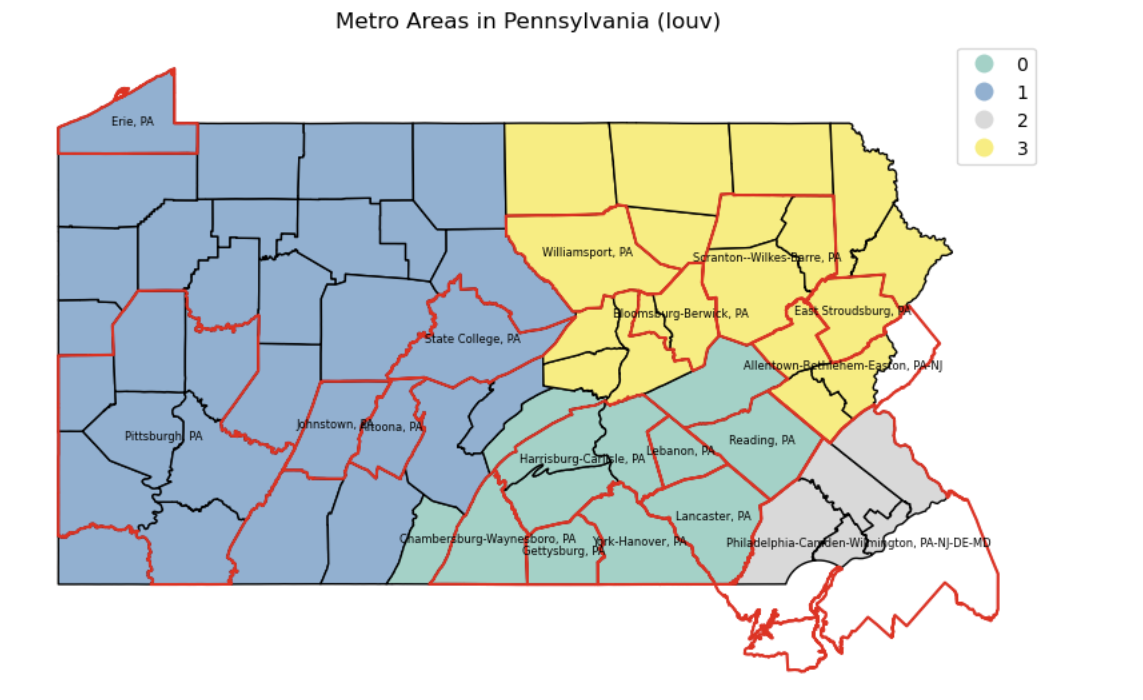 Metro Areas in Pennsylvania (louv)
0
1
2
3
Erie, PA
Williamsport, PA
Scranton--Wilkes-Barre, PA
Bloomsburg-Berwick, PA
East Stroudsburg, PA
State College, PA
Allentown-Bethlehem-Easton, PA-NJ
Pittsburgh, PA
Johnstown, PA
Altoona, PA
Reading, PA
Lebanon, PA
Harrisburg-Carlisle, PA
Lancaster, PA
Chambersburg-Waynesboro, PA
Gettysburg, PA
York-Hanover, PA
Philadelphia-Camden-Wilmington, PA-NJ-DE-MD